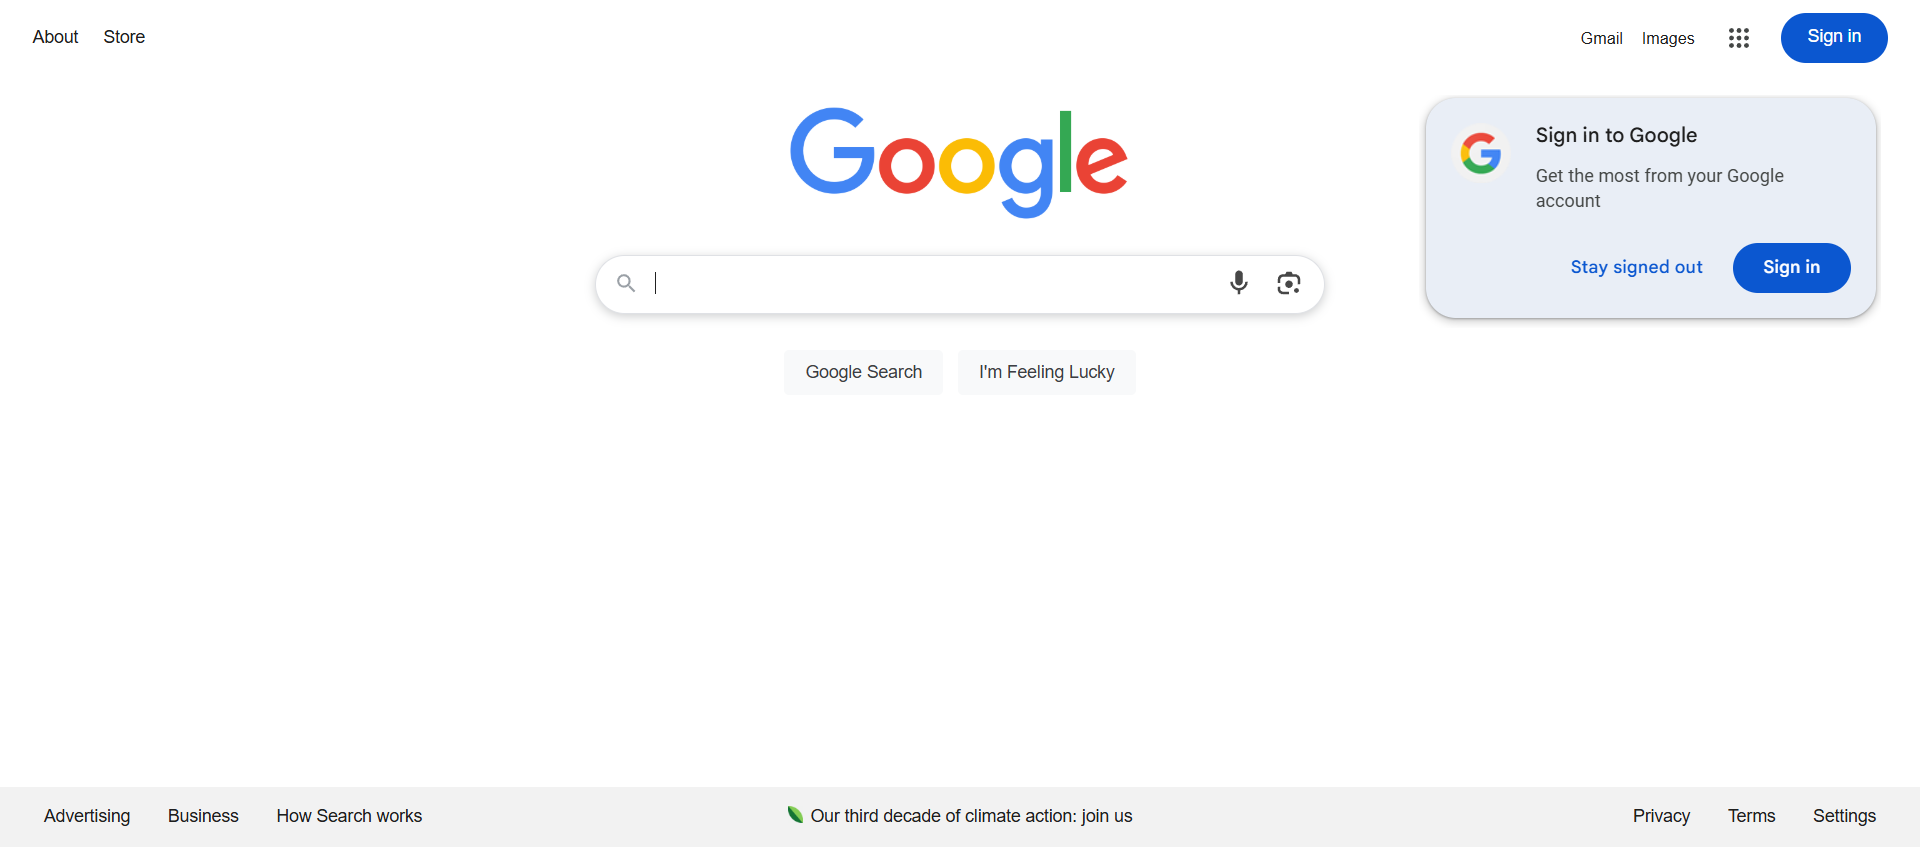 About Store
Gmail Images Sign in
Google
Sign in to Google
Get the most from your Google
account
Stay signed out Sign in
Google Search I'm Feeling Lucky
Advertising Business How Search works
Our third decade of climate action: join us
Privacy Terms Settings